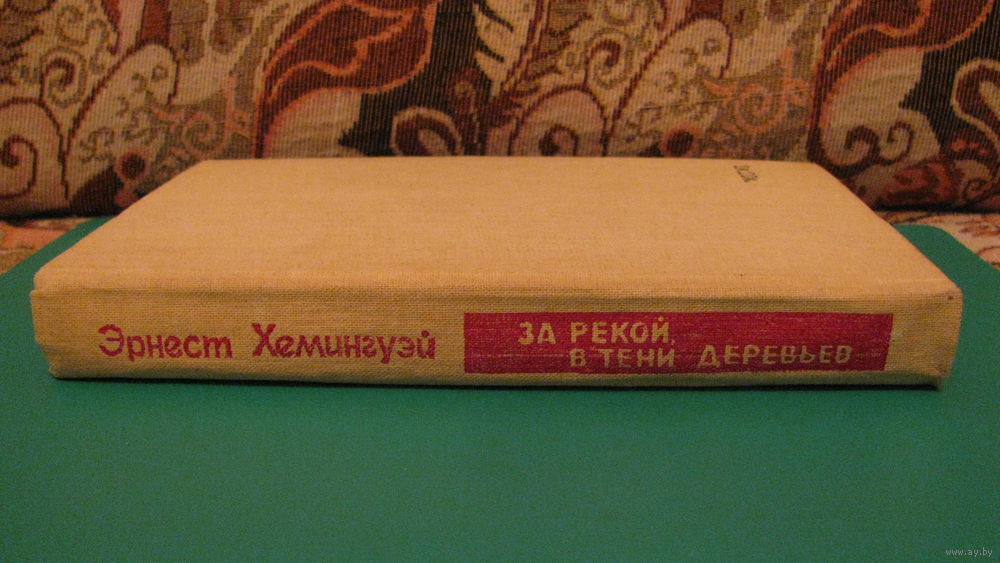 Эрнест Хемингуэй
ЗА РЕКОЙ,
В ТЕНИ ДЕРЕВЬЕВ
www.ay.by